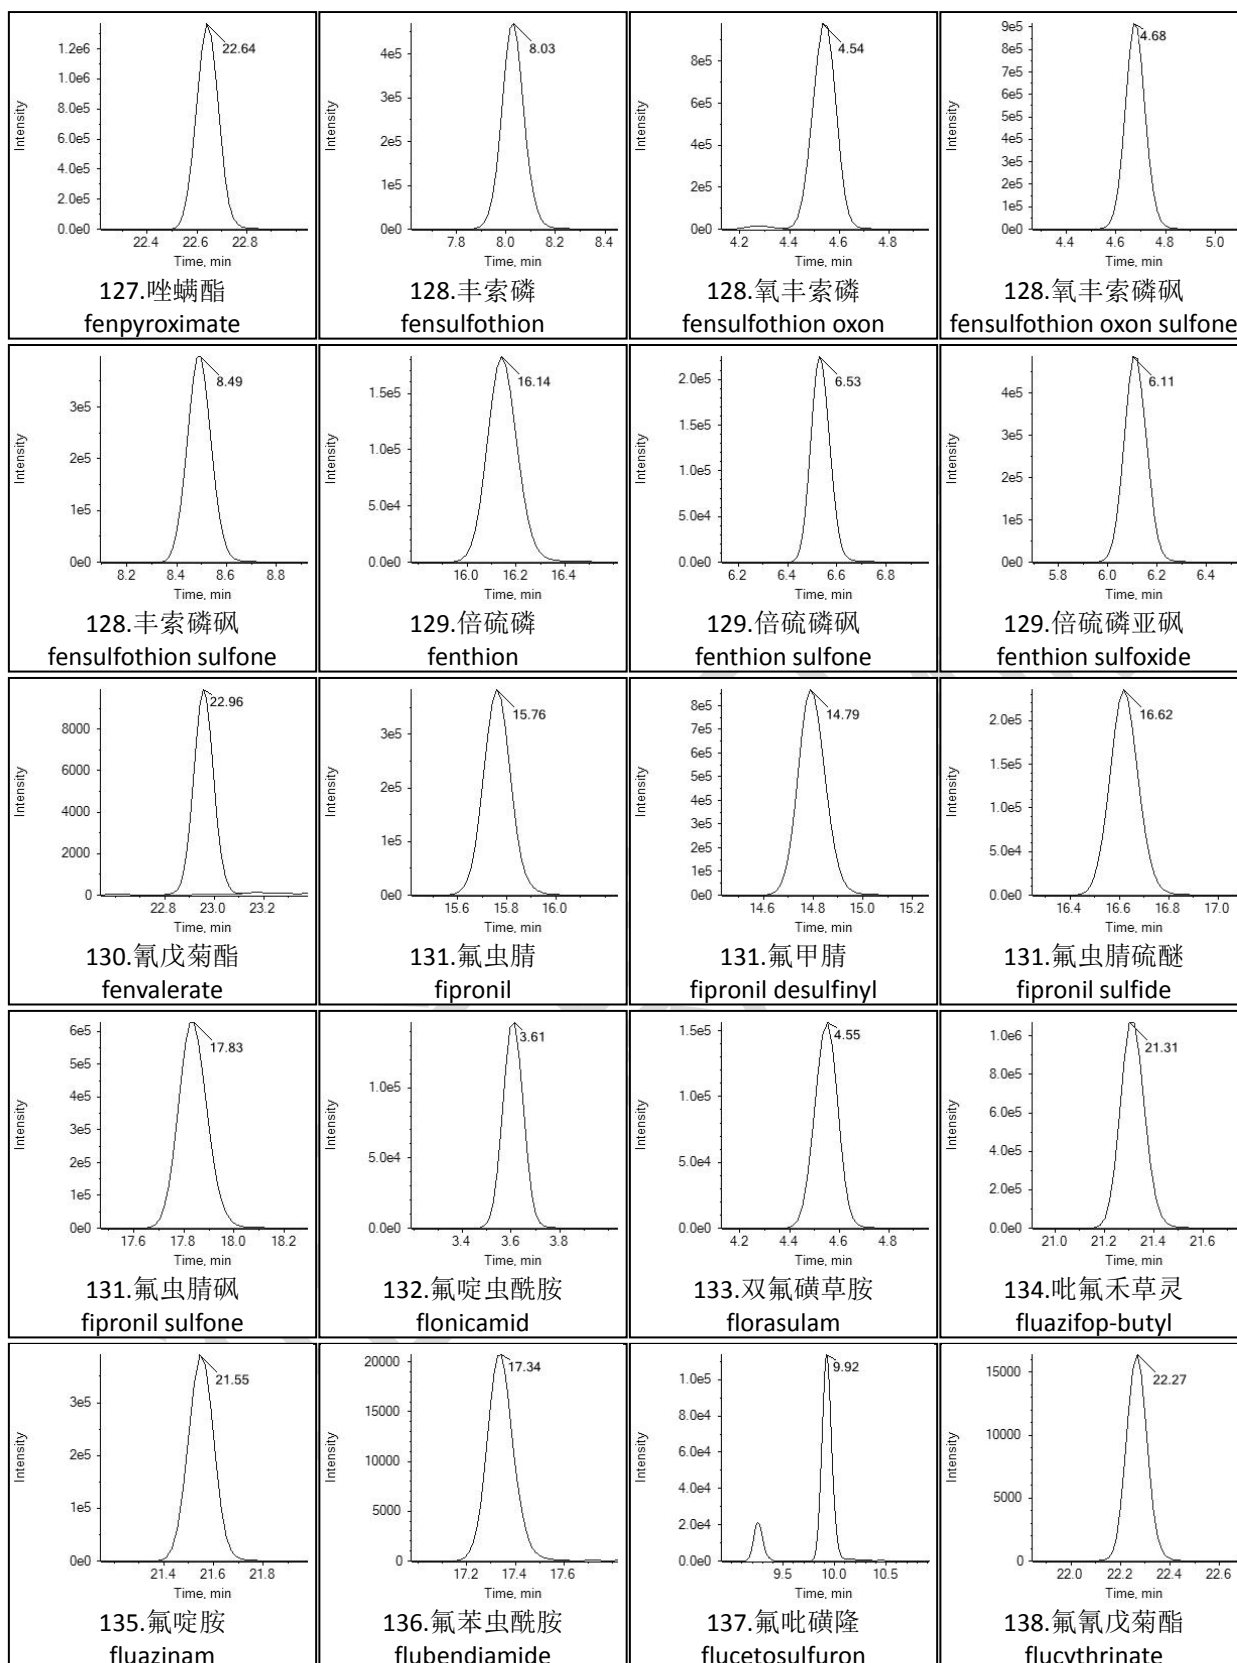 1.2e6
1.0e6
8.0e5
6.0e5
4.0e5
2.0e5
0.0e0
Intensity
22.64
22.4 22.6 22.8
Time, min
127.唑螨酯
fenpyroximate
4e5
3e5
2e5
1e5
0e0
Intensity
8.03
7.8 8.0 8.2 8.4
Time, min
128.丰索磷
fensulfothion
8e5
6e5
4e5
2e5
0e0
Intensity
4.54
4.2 4.4 4.6 4.8
Time, min
128.氧丰索磷
fensulfothion oxon
9e5
8e5
7e5
6e5
5e5
4e5
3e5
2e5
1e5
0e0
Intensity
4.68
4.4 4.6 4.8 5.0
Time, min
128.氧丰索磷砜
fensulfothion oxon sulfone
3e5
2e5
1e5
0e0
Intensity
8.49
8.2 8.4 8.6 8.8
Time, min
128.丰索磷砜
fensulfothion sulfone
1.5e5
1.0e5
5.0e4
0.0e0
Intensity
16.14
16.0 16.2 16.4
Time, min
129.倍硫磷
fenthion
2.0e5
1.5e5
1.0e5
5.0e4
0.0e0
Intensity
6.53
6.2 6.4 6.6 6.8
Time, min
129.倍硫磷砜
fenthion sulfone
4e5
3e5
2e5
1e5
0e0
Intensity
6.11
5.8 6.0 6.2 6.4
Time, min
129.倍硫磷亚砜
fenthion sulfoxide
8000
6000
4000
2000
0
Intensity
22.96
22.8 23.0 23.2
Time, min
130.氰戊菊酯
fenvalerate
3e5
2e5
1e5
0e0
Intensity
15.76
15.6 15.8 16.0
Time, min
131.氟虫腈
fipronil
8e5
7e5
6e5
5e5
4e5
3e5
2e5
1e5
0e0
Intensity
14.79
14.6 14.8 15.0 15.2
Time, min
131.氟甲腈
fipronil desulfinyl
2.0e5
1.5e5
1.0e5
5.0e4
0.0e0
Intensity
16.62
16.4 16.6 16.8 17.0
Time, min
131.氟虫腈硫醚
fipronil sulfide
6e5
5e5
4e5
3e5
2e5
1e5
0e0
Intensity
17.83
17.6 17.8 18.0 18.2
Time, min
131.氟虫腈砜
fipronil sulfone
1.0e5
5.0e4
0.0e0
Intensity
3.61
3.4 3.6 3.8
Time, min
132.氟啶虫酰胺
flonicamid
1.5e5
1.0e5
5.0e4
0.0e0
Intensity
4.55
4.2 4.4 4.6 4.8
Time, min
133.双氟磺草胺
florasulam
1.0e6
8.0e5
6.0e5
4.0e5
2.0e5
0.0e0
Intensity
21.31
21.0 21.2 21.4 21.6
Time, min
134.吡氟禾草灵
fluazifop-butyl
3e5
2e5
1e5
0e0
Intensity
21.55
21.4 21.6 21.8
Time, min
135.氟啶胺
fluazinam
20000
15000
10000
5000
0
Intensity
17.34
17.2 17.4 17.6
Time, min
136.氟苯虫酰胺
flubendiamide
1.0e5
8.0e4
6.0e4
4.0e4
2.0e4
0.0e0
Intensity
9.92
9.5 10.0 10.5
Time, min
137.氟吡磺隆
flucetosulfuron
15000
10000
5000
0
Intensity
22.27
22.0 22.2 22.4 22.6
Time, min
138.氟氰戊菊酯
flucythrinate